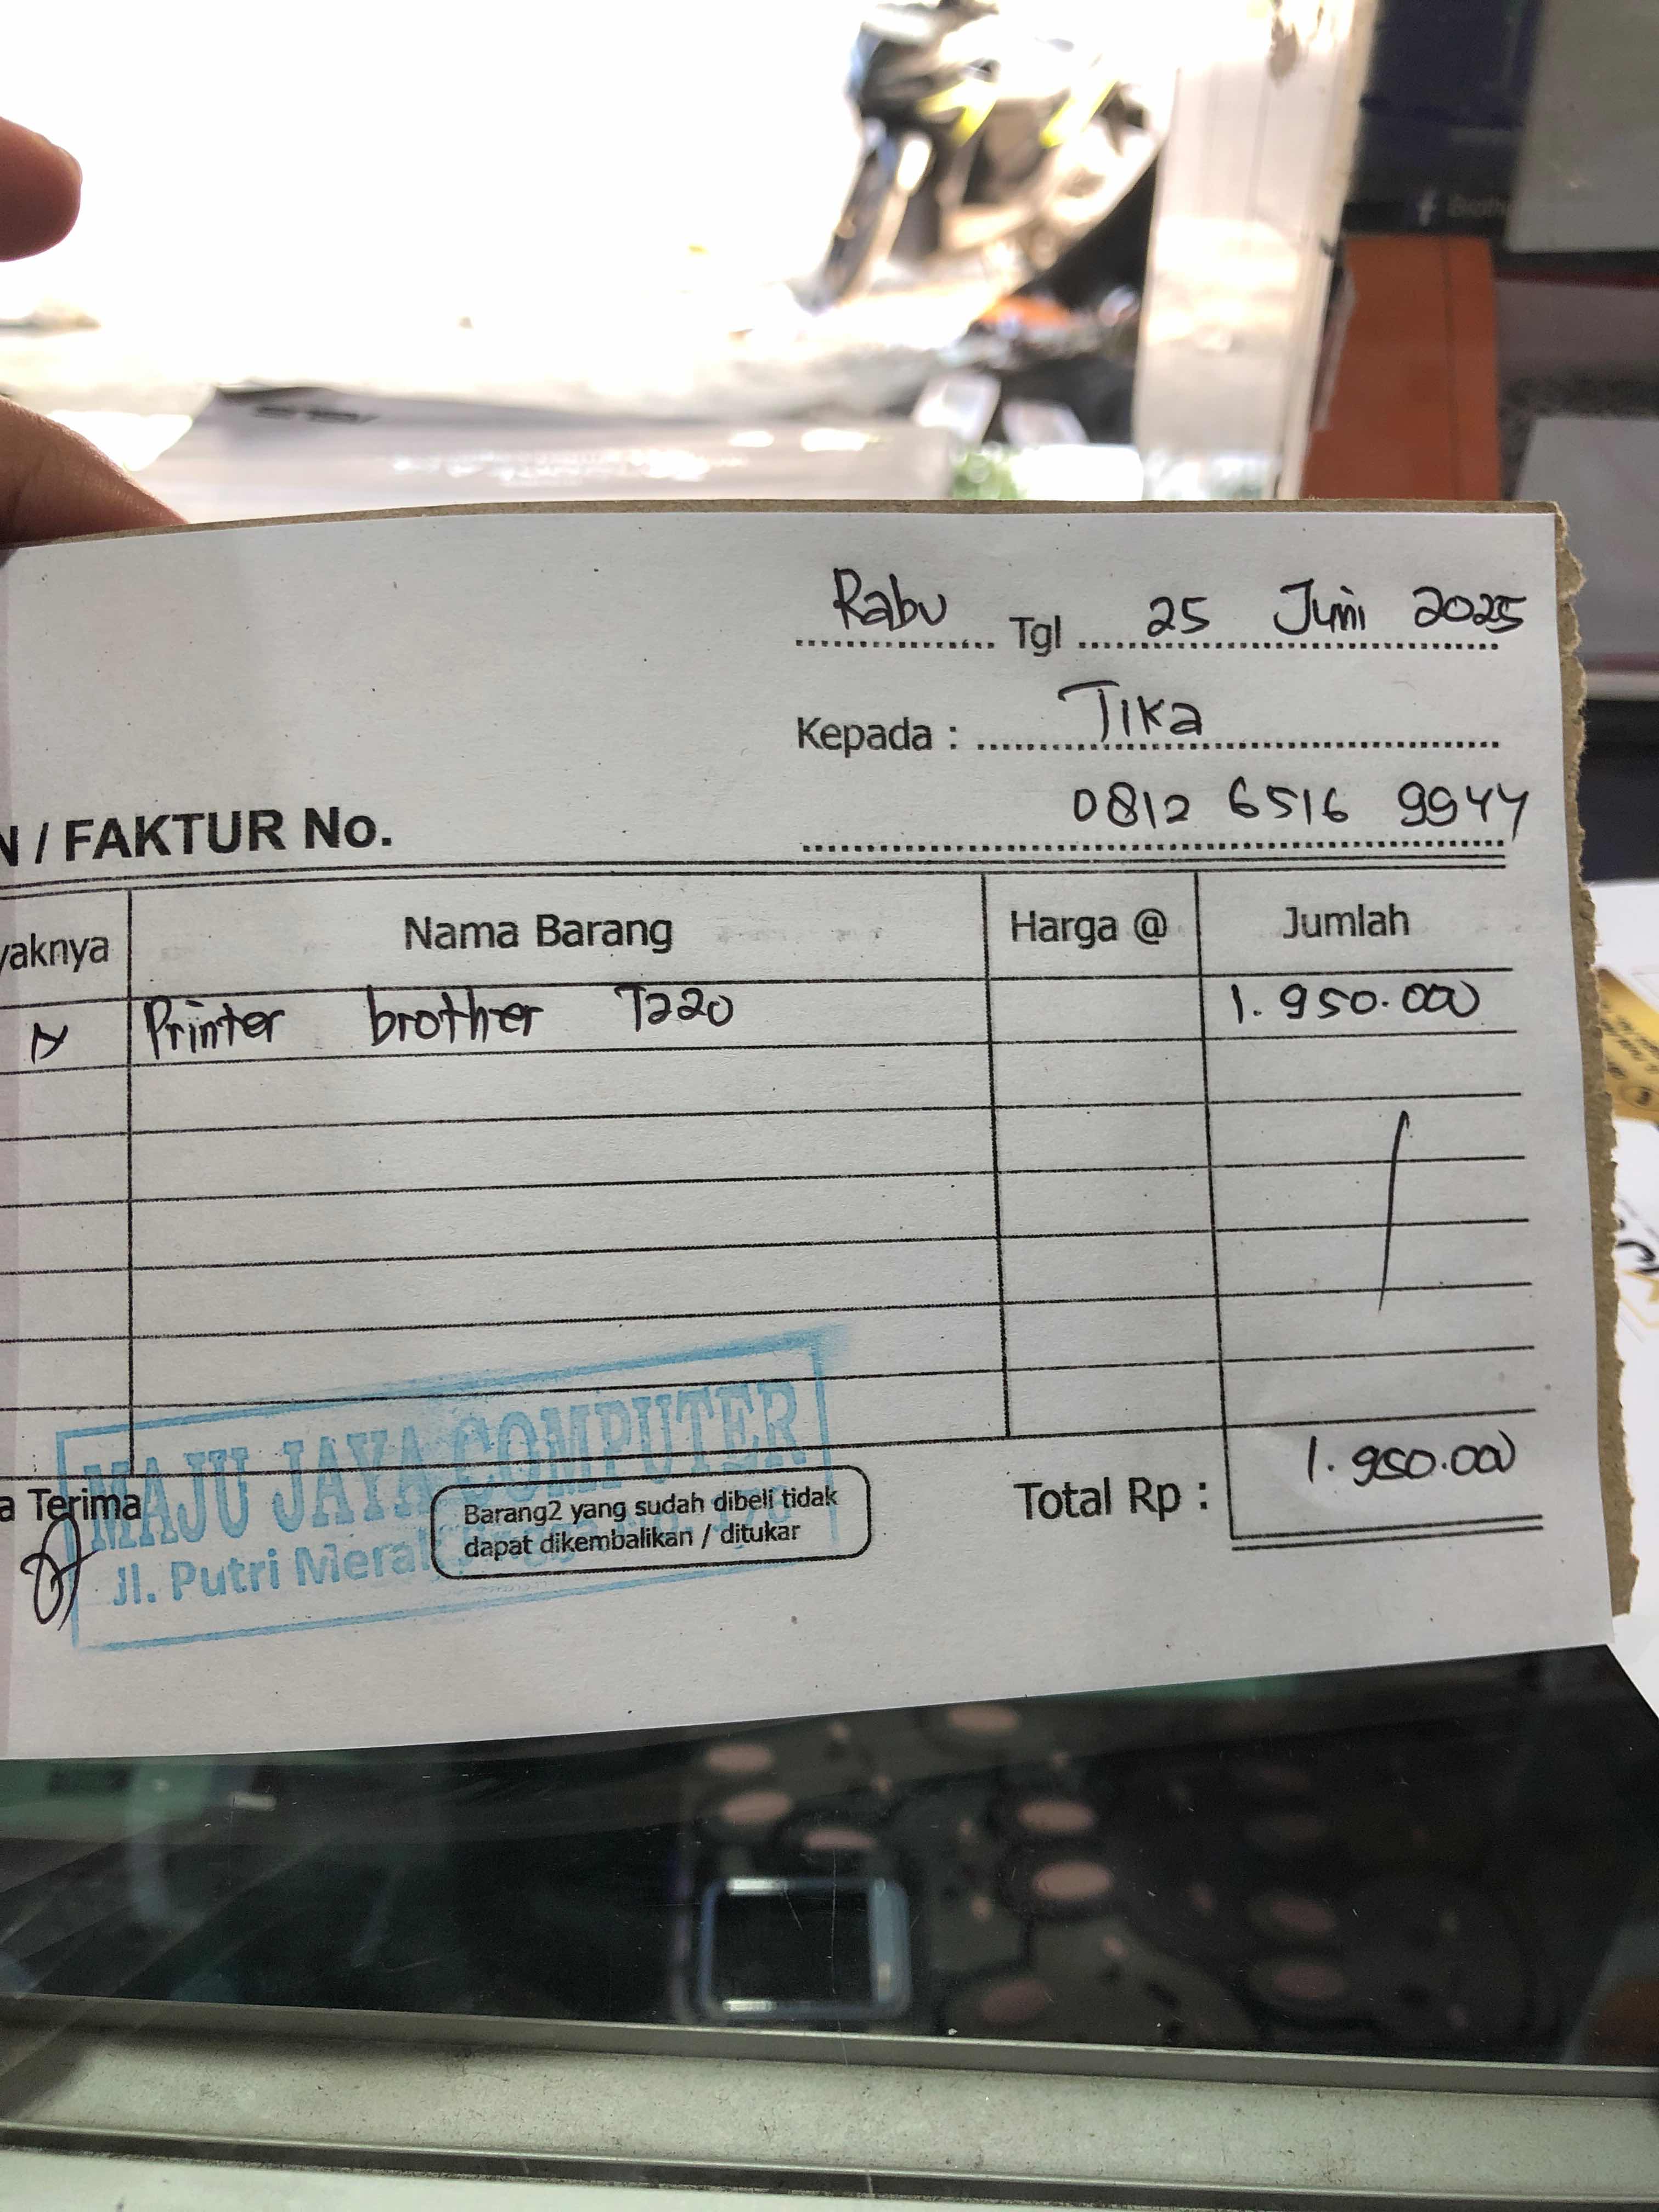 Rabu Tgl 25 Juni 2025
Kepada : Tika
0812 6516 9944
N / FAKTUR No.
yaknya Nama Barang Harga @ Jumlah
Printer brother T220 1.950.000
MAJU JAYA COMPUTER
Jl. Putri Merak
a Terima
Barang2 yang sudah dibeli tidak
dapat dikembalikan / ditukar
Total Rp : 1.950.000